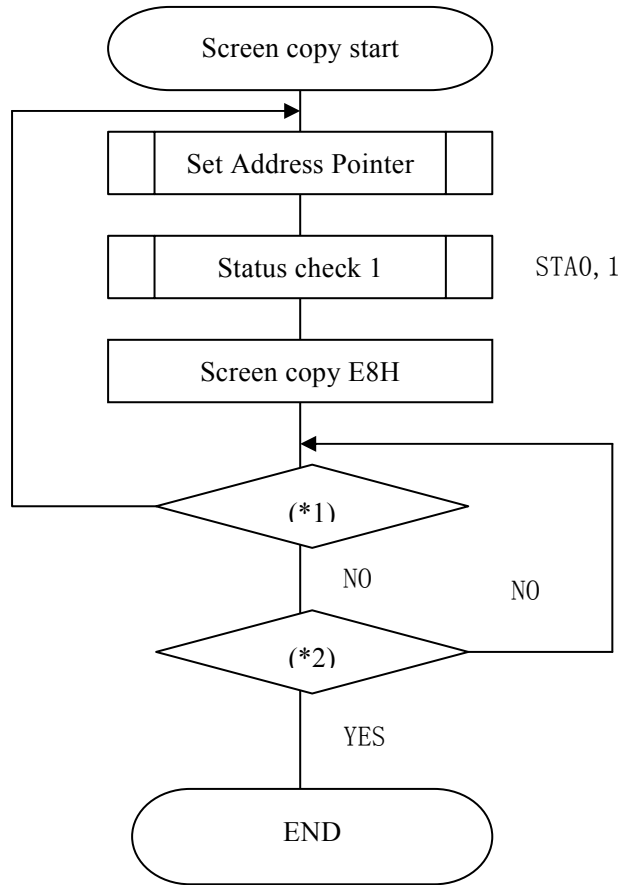 Screen copy start
Set Address Pointer
Status check 1
STA0, 1
Screen copy E8H
(*1)
NO
NO
(*2)
YES
END